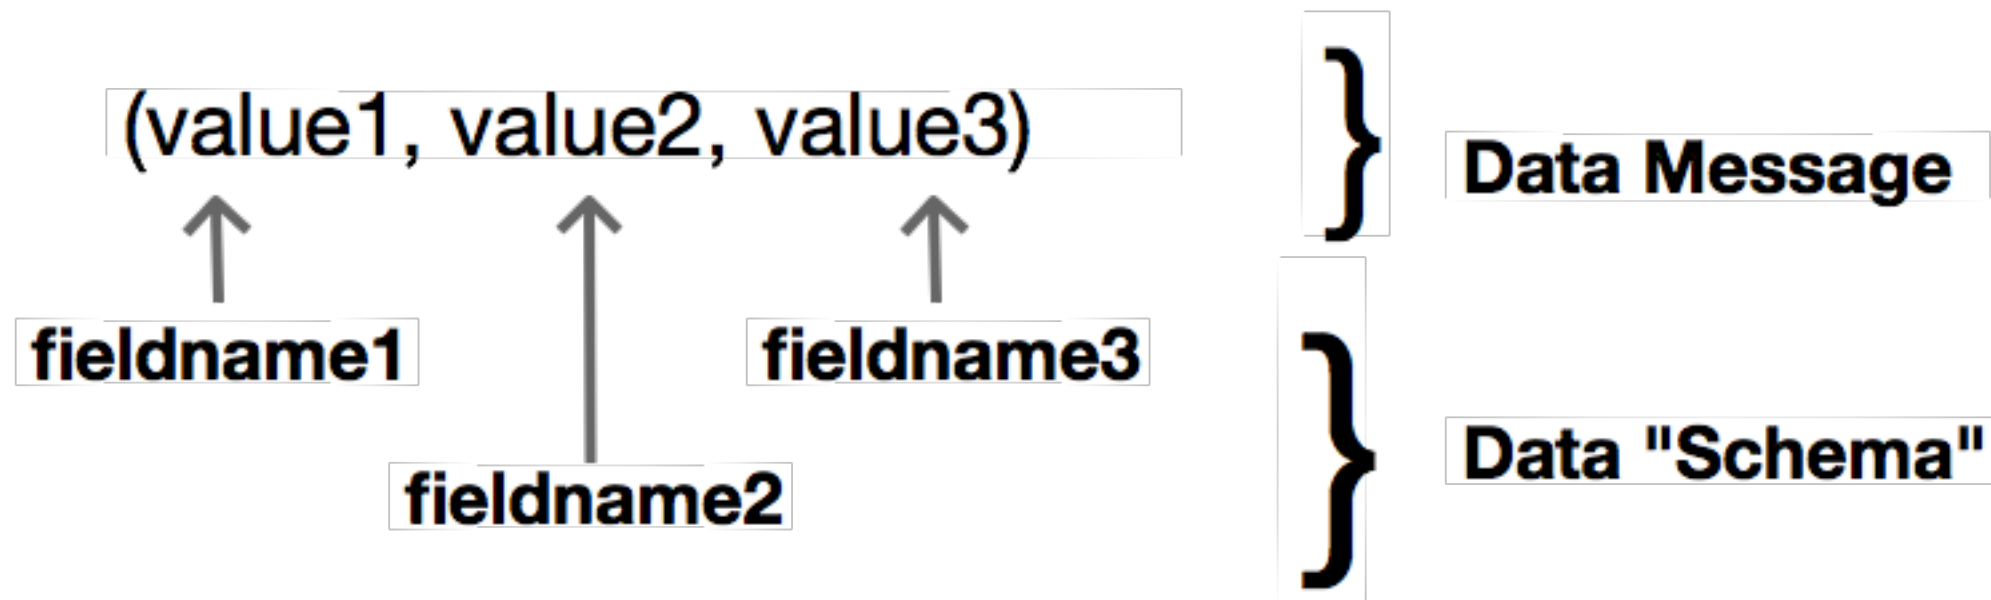 (value1, value2, value3)
}
Data Message
fieldname1
fieldname3
fieldname2
}
Data "Schema"